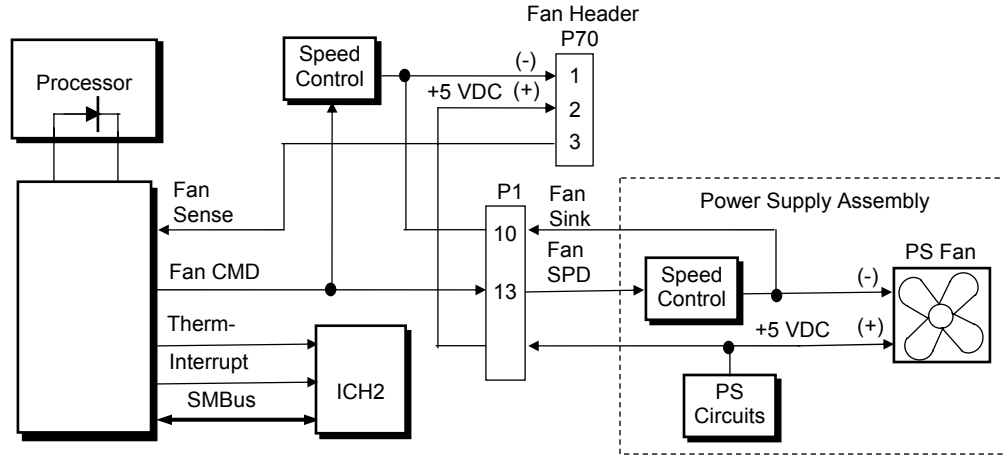 Fan Header
P70
Processor
Speed
Control
(-)
+5 VDC (+)
1
2
3
Fan
Sense
P1
Fan
Sink
10
Power Supply Assembly
PS Fan
Fan CMD
Fan
SPD
13
Speed
Control
(-)
Therm-
Interrupt
SMBus
ICH2
+5 VDC (+)
PS
Circuits